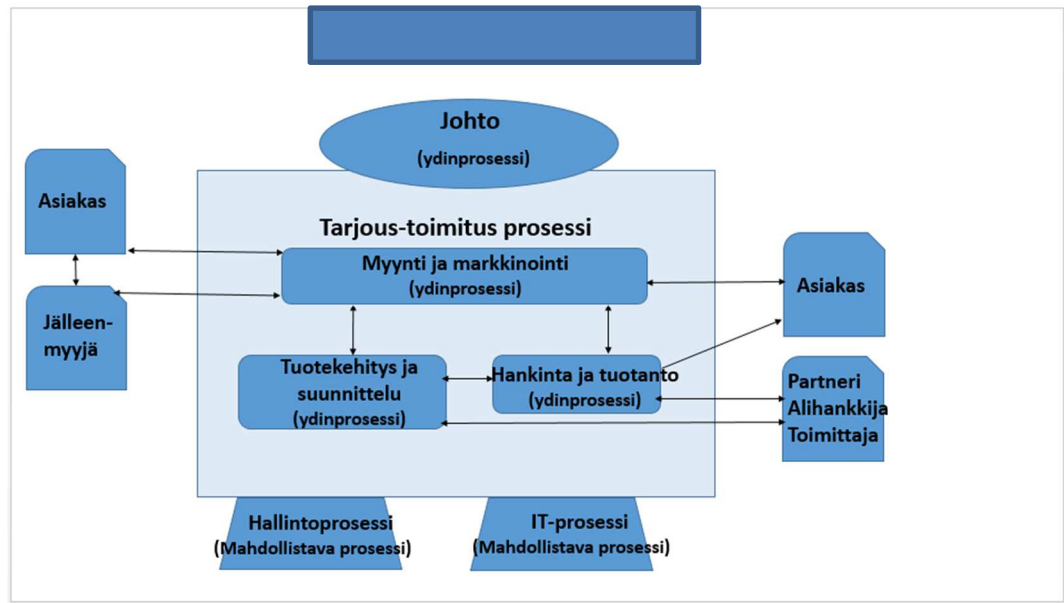 Johto
(ydinprosessi)
Asiakas
Jälleen-
myyjä
Tarjous-toimitus prosessi
Myynti ja markkinointi
(ydinprosessi)
Tuotekehitys ja
suunnittelu
(ydinprosessi)
Hankinta ja tuotanto
(ydinprosessi)
Asiakas
Partneri
Alihankkija
Toimittaja
Hallintoprosessi
(Mahdollistava prosessi)
IT-prosessi
(Mahdollistava prosessi)